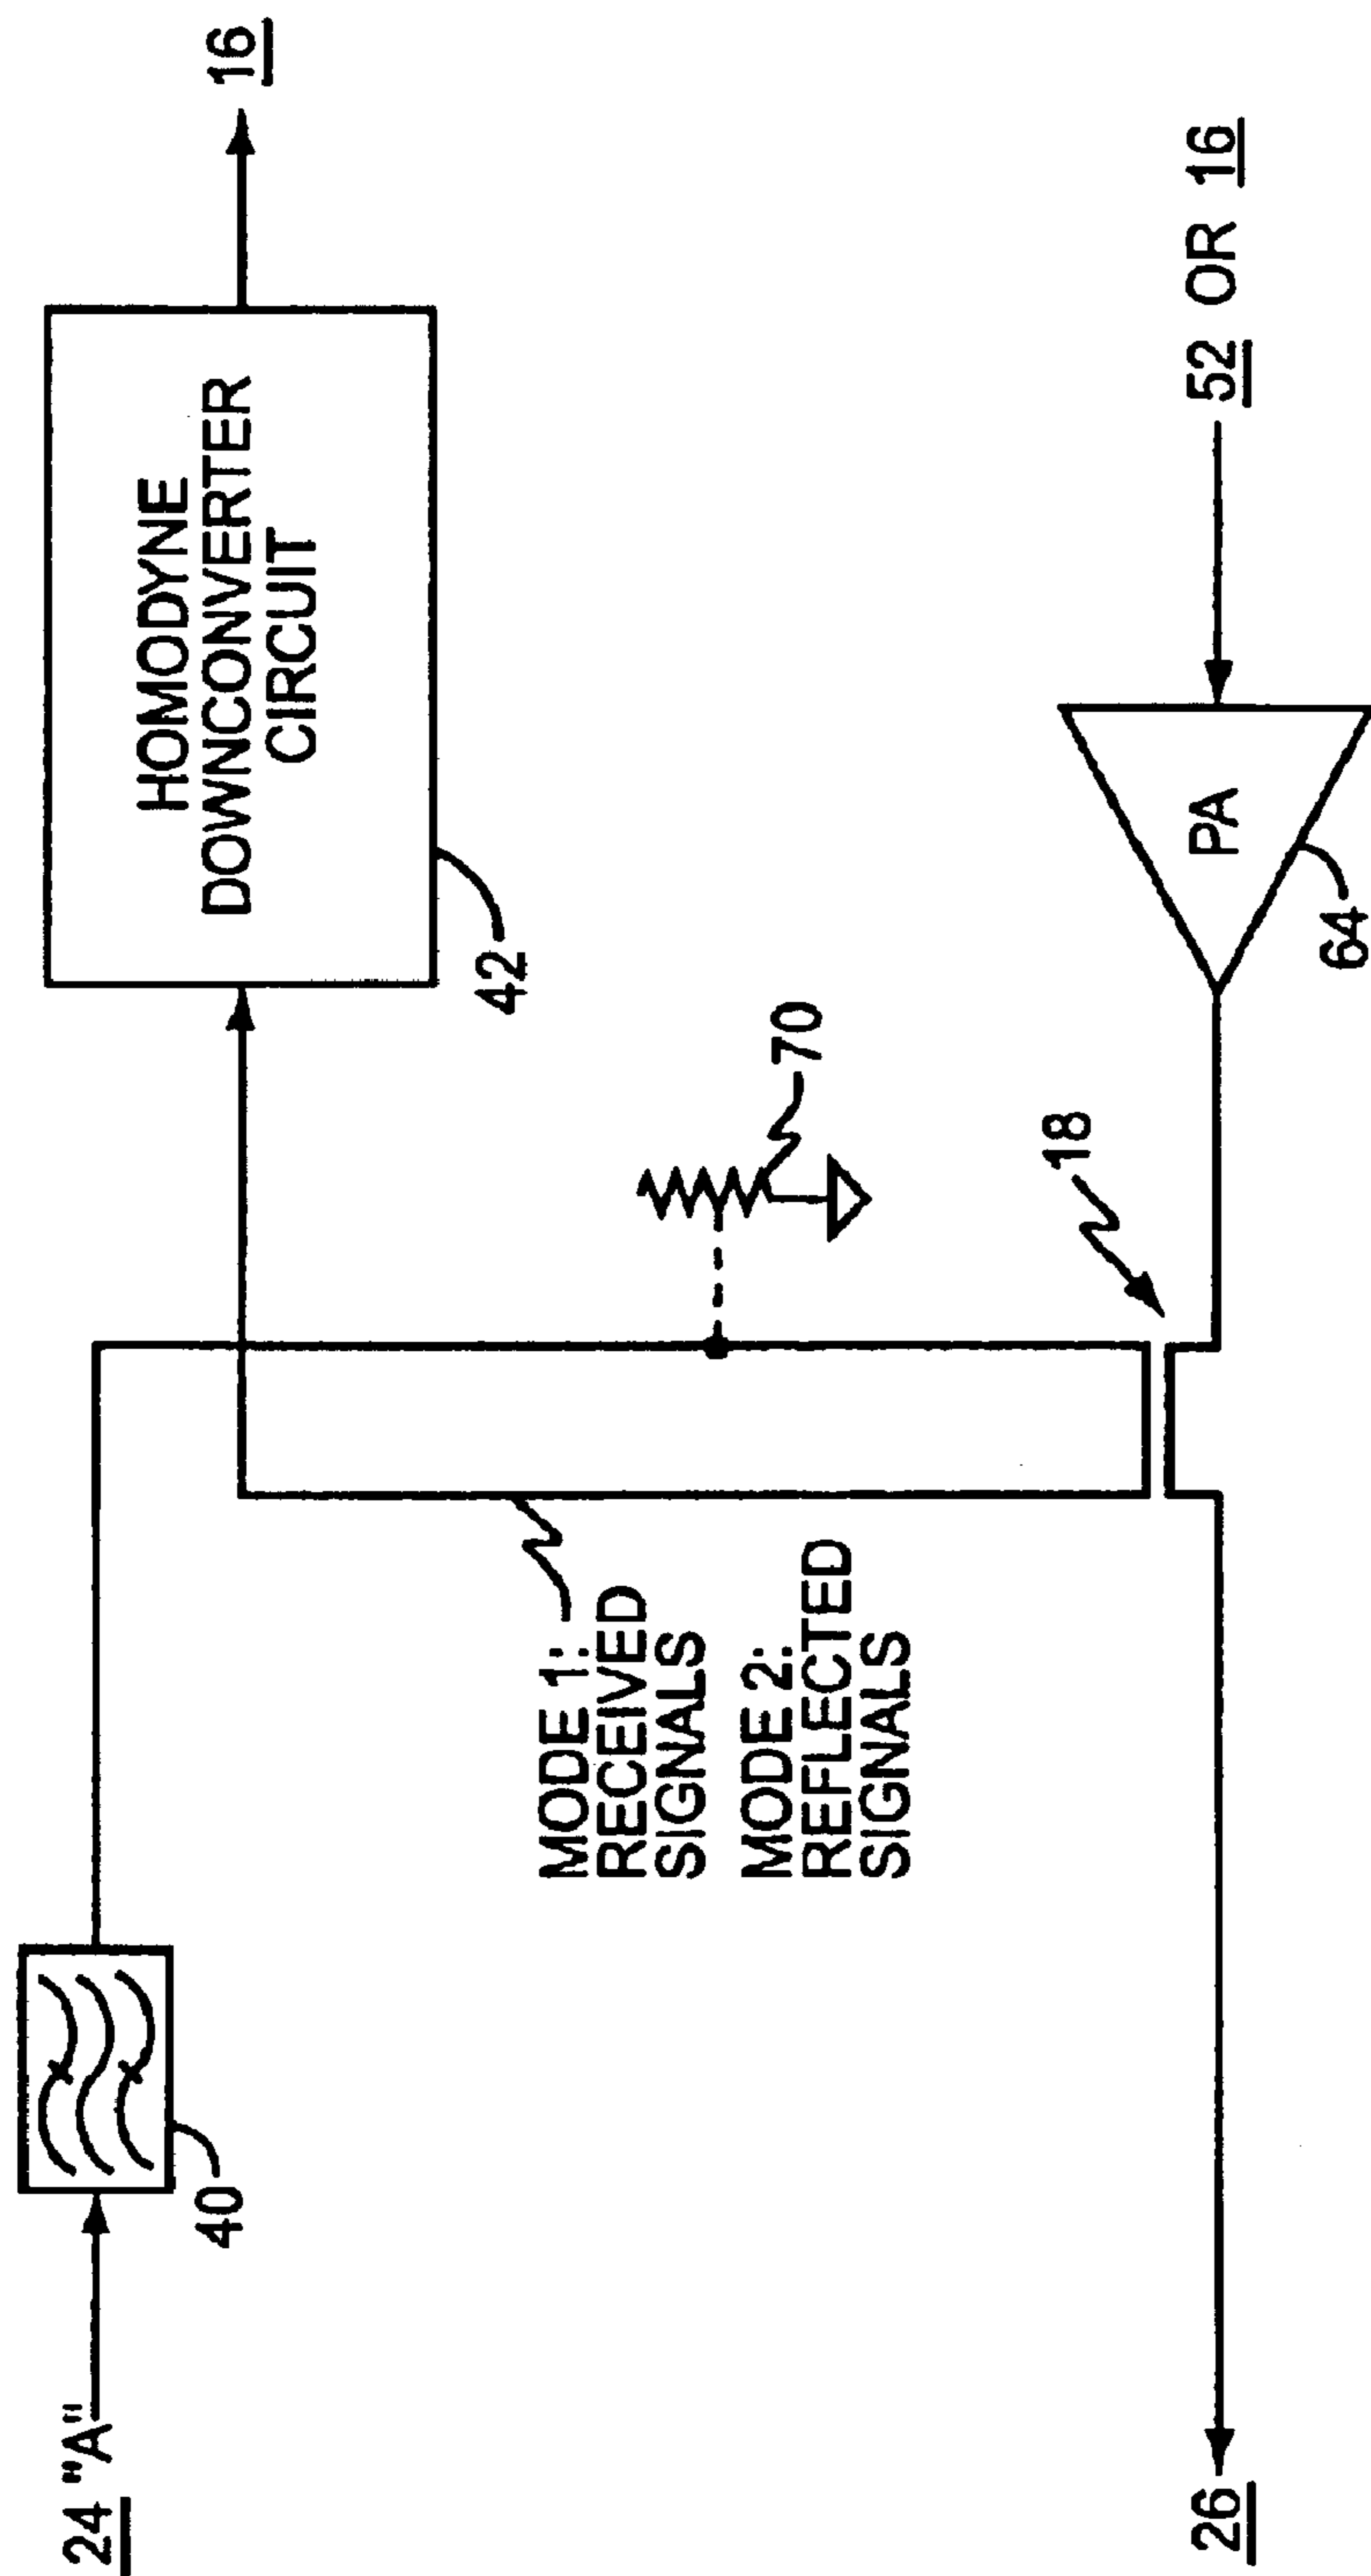 24 "A"
40
HOMODYNE
DOWNCONVERTER
CIRCUIT
16
42
70
MODE 1:
RECEIVED
SIGNALS
MODE 2:
REFLECTED
SIGNALS
18
PA
64
52 OR 16
26